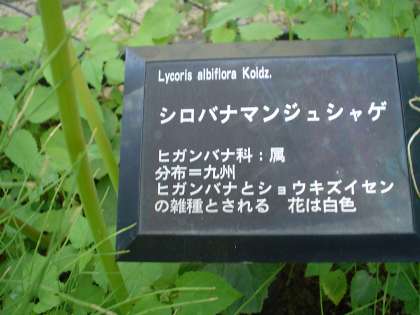 Lycoris albiflora Koidz.
シロバナマンジュシャゲ
ヒガンバナ科：属
分布＝九州
ヒガンバナとショウキズイセン
の雑種とされる　花は白色